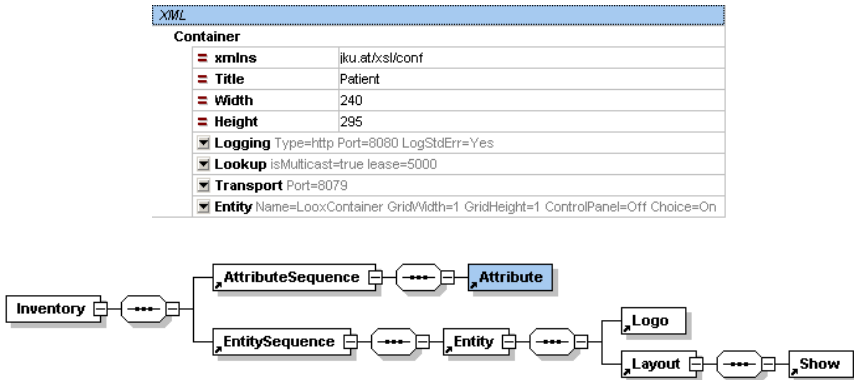 XML
Container
= xmlns jku.at/xsl/conf
= Title Patient
= Width 240
= Height 295
Logging Type=http Port=8080 LogStdErr=Yes
Lookup isMulticast=true lease=5000
Transport Port=8079
Entity Name=LooxContainer GridWidth=1 GridHeight=1 ControlPanel=Off Choice=On
AttributeSequence Attribute
Inventory
EntitySequence Entity
Logo
Layout Show